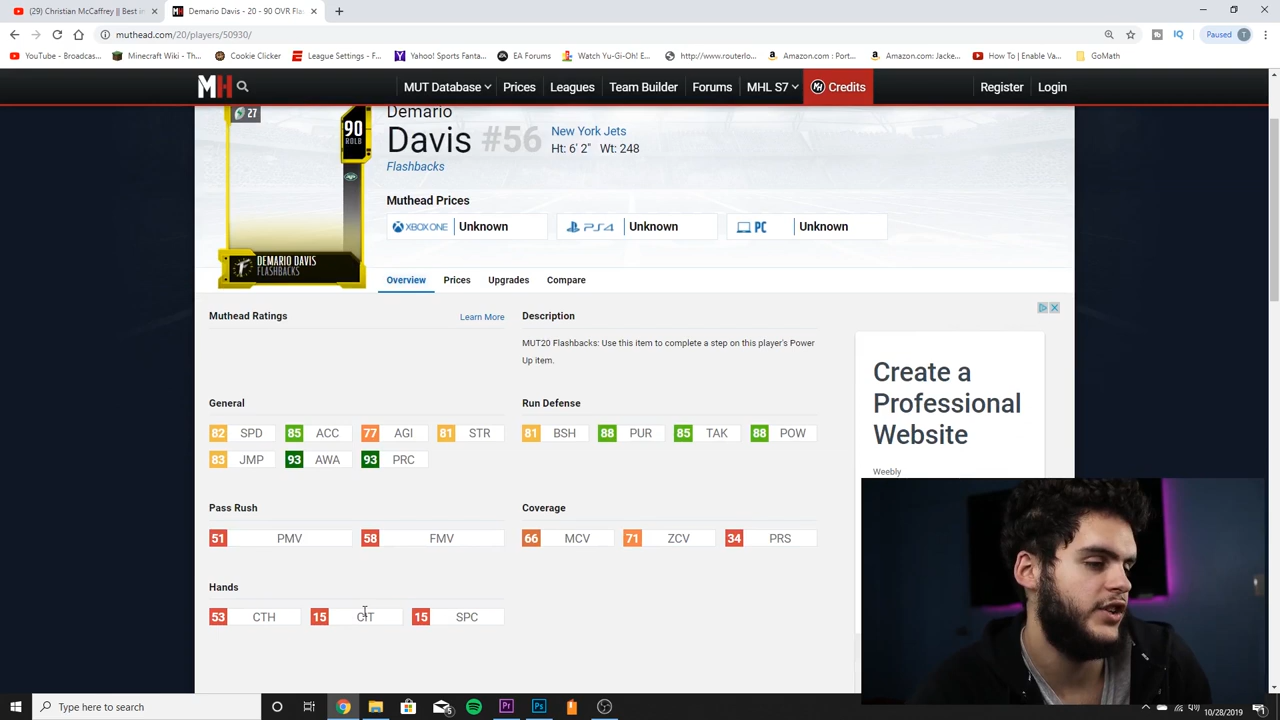 (29) Christian McCaffrey || Best in
Demario Davis - 20 - 90 OVR Fla
muthead.com/20/players/50930/
Paused
T
YouTube - Broadcas...
Minecraft Wiki - Th...
Cookie Clicker
League Settings - F...
Yahoo! Sports Fanta...
EA Forums
Watch Yu-Gi-Oh! E...
http://www.routerlo...
Amazon.com : Port...
Amazon.com: Jacke...
How To | Enable Va...
GoMath
MH
MUT Database
Prices
Leagues
Team Builder
Forums
MHL S7
Credits
Register
Login
27
90
ROLB
Demario
Davis #56
New York Jets
Ht: 6' 2" Wt: 248
Flashbacks
Muthead Prices
XBOX ONE Unknown
PS4 Unknown
PC Unknown
DEMARIO DAVIS
FLASHBACKS
Overview
Prices
Upgrades
Compare
Muthead Ratings
Learn More
Description
MUT20 Flashbacks: Use this item to complete a step on this player's Power
Up item.
General
82 SPD 85 ACC 77 AGI 81 STR
83 JMP 93 AWA 93 PRC
Run Defense
81 BSH 88 PUR 85 TAK 88 POW
Pass Rush
51 PMV 58 FMV
Coverage
66 MCV 71 ZCV 34 PRS
Hands
53 CTH 15 CIT 15 SPC
Create a
Professional
Website
Weebly
Type here to search
10/28/2019